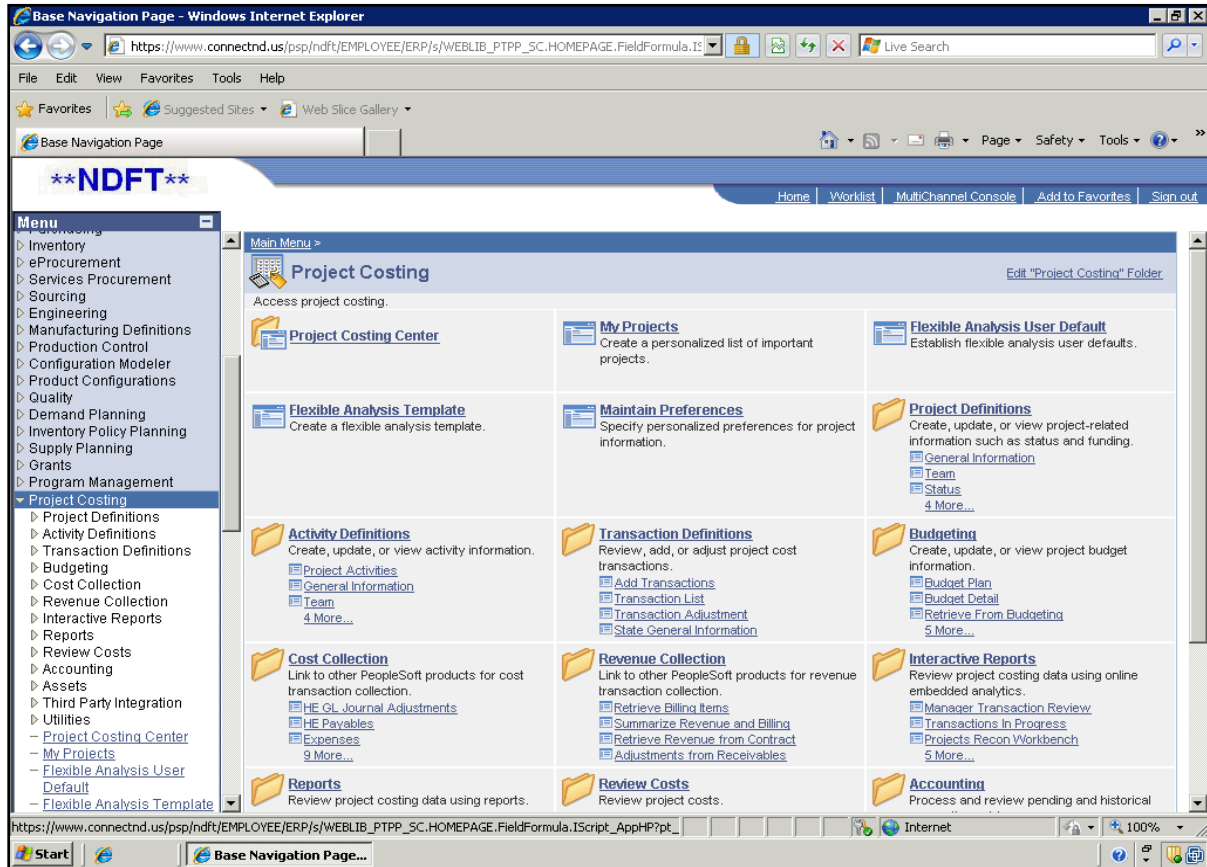 Base Navigation Page - Windows Internet Explorer
https://www.connectnd.us/psp/ndft/EMPLOYEE/ERP/s/WEBLIB_PTPP_SC.HOMEPAGE.FieldFormula.IS
Live Search
File Edit View Favorites Tools Help
Favorites Suggested Sites Web Slice Gallery
Base Navigation Page
Page Safety Tools »
**NDFT**
Home Worklist MultiChannel Console Add to Favorites Sign out
Menu
Purchasing
Inventory
eProcurement
Services Procurement
Sourcing
Engineering
Manufacturing Definitions
Production Control
Configuration Modeler
Product Configurations
Quality
Demand Planning
Inventory Policy Planning
Supply Planning
Grants
Program Management
Project Costing
Project Definitions
Activity Definitions
Transaction Definitions
Budgeting
Cost Collection
Revenue Collection
Interactive Reports
Reports
Review Costs
Accounting
Assets
Third Party Integration
Utilities
– Project Costing Center
– My Projects
– Flexible Analysis User
Default
– Flexible Analysis Template
Main Menu >
Project Costing
Edit "Project Costing" Folder
Access project costing.
Project Costing Center
My Projects
Create a personalized list of important
projects.
Flexible Analysis User Default
Establish flexible analysis user defaults.
Flexible Analysis Template
Create a flexible analysis template.
Maintain Preferences
Specify personalized preferences for project
information.
Project Definitions
Create, update, or view project-related
information such as status and funding.
General Information
Team
Status
4 More...
Activity Definitions
Create, update, or view activity information.
Project Activities
General Information
Team
4 More...
Transaction Definitions
Review, add, or adjust project cost
transactions.
Add Transactions
Transaction List
Transaction Adjustment
State General Information
Budgeting
Create, update, or view project budget
information.
Budget Plan
Budget Detail
Retrieve From Budgeting
5 More...
Cost Collection
Link to other PeopleSoft products for cost
transaction collection.
HE GL Journal Adjustments
HE Payables
Expenses
9 More...
Revenue Collection
Link to other PeopleSoft products for revenue
transaction collection.
Retrieve Billing Items
Summarize Revenue and Billing
Retrieve Revenue from Contract
Adjustments from Receivables
Interactive Reports
Review project costing data using online
embedded analytics.
Manager Transaction Review
Transactions In Progress
Projects Recon Workbench
5 More...
Reports
Review project costing data using reports.
Review Costs
Review project costs.
Accounting
Process and review pending and historical
https://www.connectnd.us/psp/ndft/EMPLOYEE/ERP/s/WEBLIB_PTPP_SC.HOMEPAGE.FieldFormula.IScript_AppHP?pt_
Internet
100%
Start
Base Navigation Page...